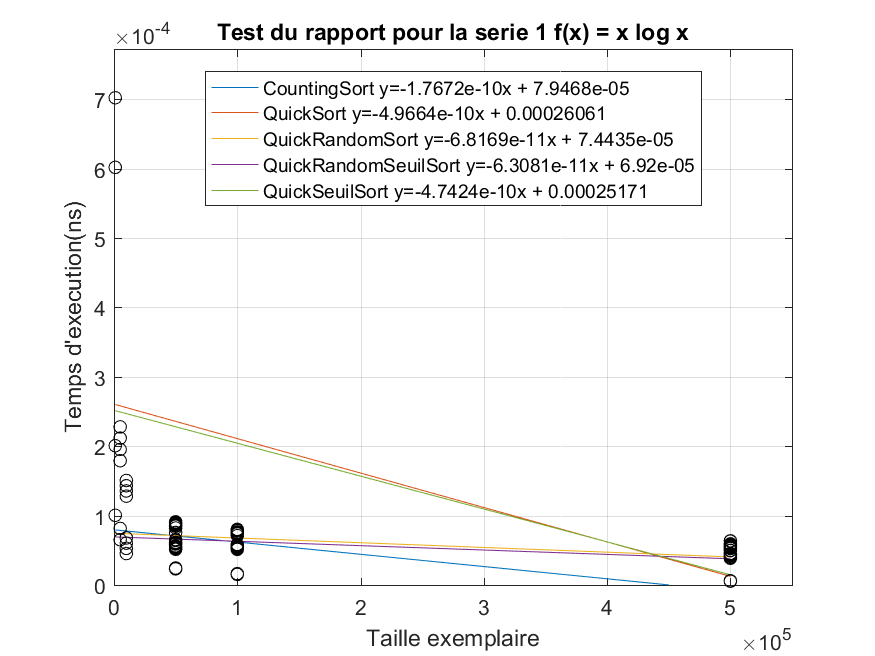 Test du rapport pour la serie 1 f(x) = x log x
×10^-4
CountingSort y=-1.7672e-10x + 7.9468e-05
QuickSort y=-4.9664e-10x + 0.00026061
QuickRandomSort y=-6.8169e-11x + 7.4435e-05
QuickRandomSeuilSort y=-6.3081e-11x + 6.92e-05
QuickSeuilSort y=-4.7424e-10x + 0.00025171
Temps d'execution(ns)
7
6
5
4
3
2
1
0
0 1 2 3 4 5
Taille exemplaire
×10^5